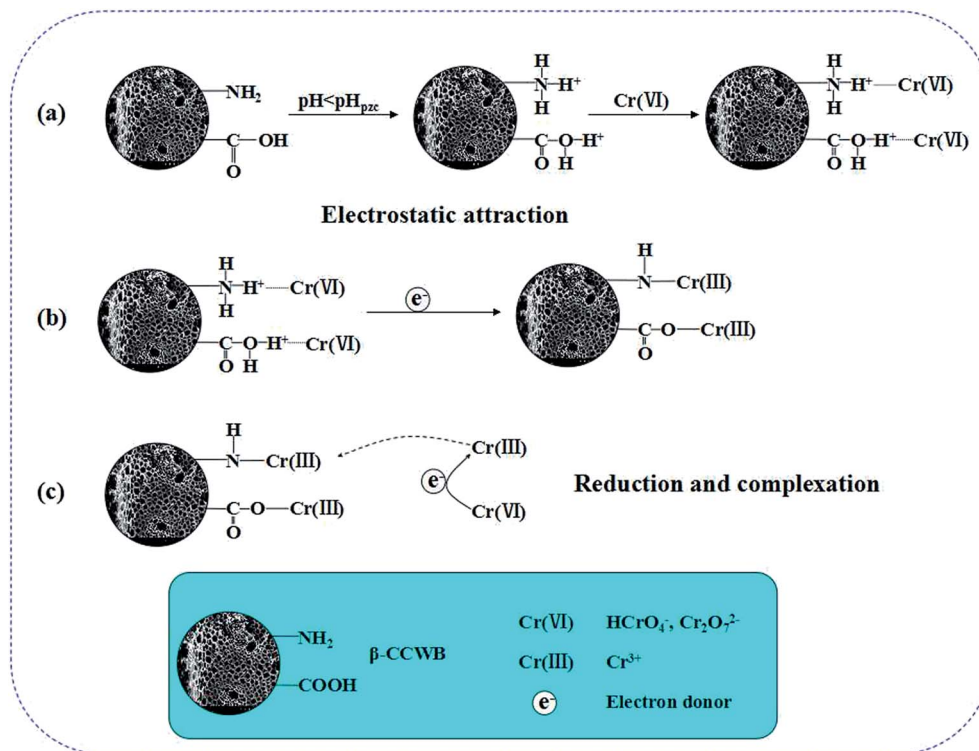 (a)
NH₂
C
OH
O
pH<pH_pzc
H
N
H⁺
H
C
O
H⁺
O
H
Cr(VI)
H
N
H⁺
Cr(VI)
H
C
O
H⁺
Cr(VI)
O
H
Electrostatic attraction
(b)
H
N
H⁺
Cr(VI)
H
C
O
H⁺
Cr(VI)
O
H
e⁻
H
N
Cr(III)
C
O
Cr(III)
O
(c)
H
N
Cr(III)
C
O
Cr(III)
O
Cr(III)
e⁻
Cr(VI)
Reduction and complexation
NH₂
COOH
β-CCWB
Cr(VI) HCrO₄⁻, Cr₂O₇²⁻
Cr(III) Cr³⁺
e⁻ Electron donor